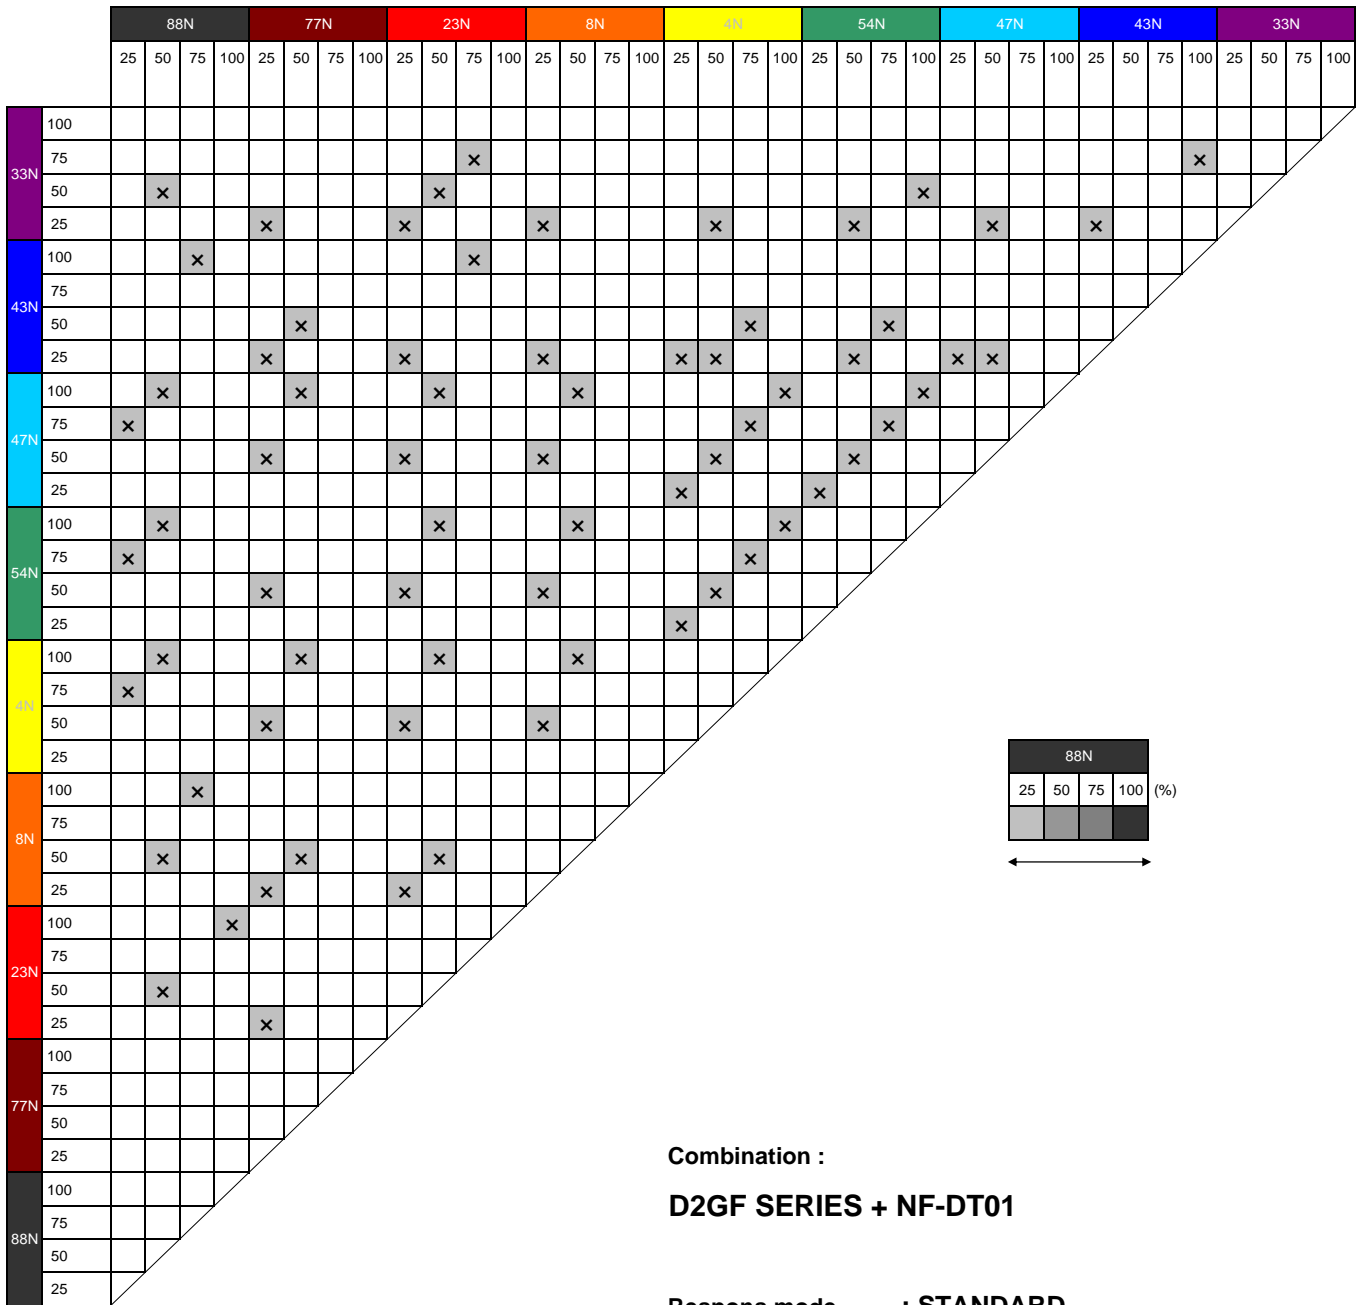 88N 77N 23N 8N 4N 54N 47N 43N 33N
25 50 75 100 25 50 75 100 25 50 75 100 25 50 75 100 25 50 75 100 25 50 75 100 25 50 75 100 25 50 75 100 25 50 75 100
33N
100
75 × ×
50 × × ×
25 × × × × × × ×
43N
100 × ×
75
50 × × ×
25 × × × × × × × ×
47N
100 × × × × × ×
75 × × ×
50 × × × × ×
25 × ×
54N
100 × × × ×
75 × ×
50 × × × ×
25 ×
4N
100 × × × ×
75 ×
50 × × ×
25
8N
100 ×
75
50 × × ×
25 × ×
23N
100 ×
75
50 ×
25 ×
77N
100
75
50
25
88N
100
75
50
25
88N
25 50 75 100 (%)
Combination :
D2GF SERIES + NF-DT01
Respons mode : STANDARD